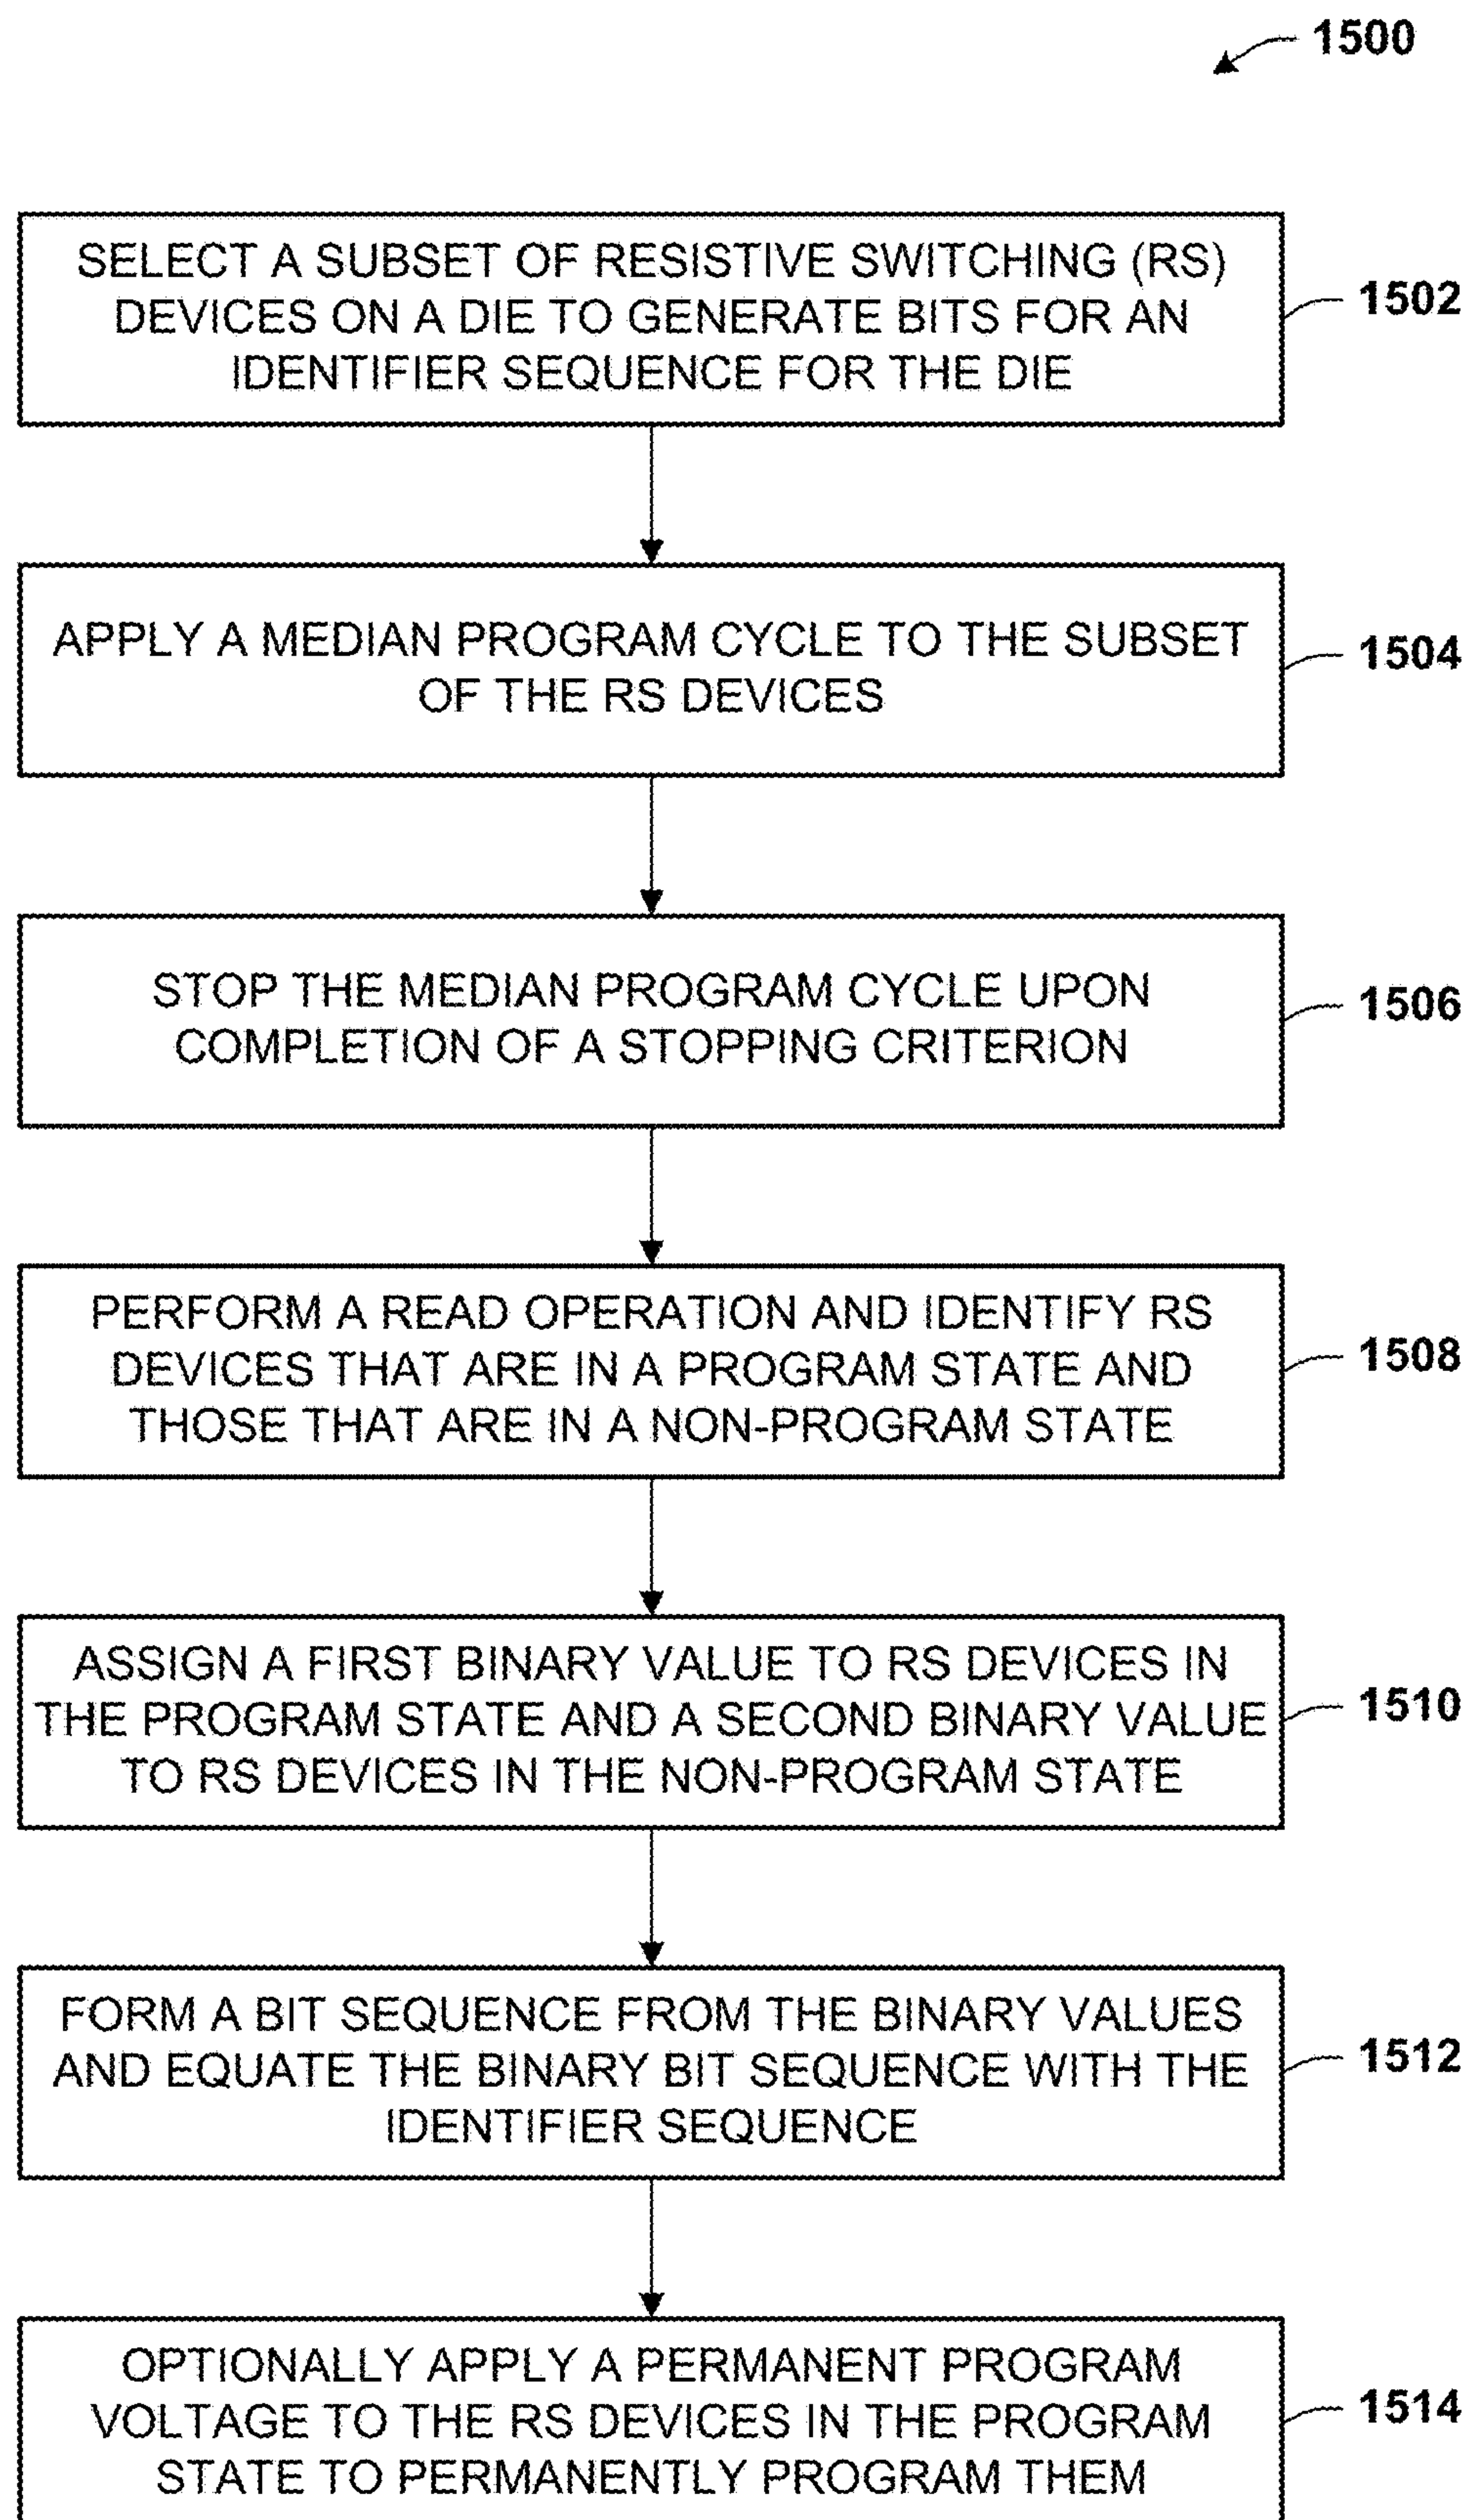 1500
SELECT A SUBSET OF RESISTIVE SWITCHING (RS)
DEVICES ON A DIE TO GENERATE BITS FOR AN
IDENTIFIER SEQUENCE FOR THE DIE
1502
APPLY A MEDIAN PROGRAM CYCLE TO THE SUBSET
OF THE RS DEVICES
1504
STOP THE MEDIAN PROGRAM CYCLE UPON
COMPLETION OF A STOPPING CRITERION
1506
PERFORM A READ OPERATION AND IDENTIFY RS
DEVICES THAT ARE IN A PROGRAM STATE AND
THOSE THAT ARE IN A NON-PROGRAM STATE
1508
ASSIGN A FIRST BINARY VALUE TO RS DEVICES IN
THE PROGRAM STATE AND A SECOND BINARY VALUE
TO RS DEVICES IN THE NON-PROGRAM STATE
1510
FORM A BIT SEQUENCE FROM THE BINARY VALUES
AND EQUATE THE BINARY BIT SEQUENCE WITH THE
IDENTIFIER SEQUENCE
1512
OPTIONALLY APPLY A PERMANENT PROGRAM
VOLTAGE TO THE RS DEVICES IN THE PROGRAM
STATE TO PERMANENTLY PROGRAM THEM
1514